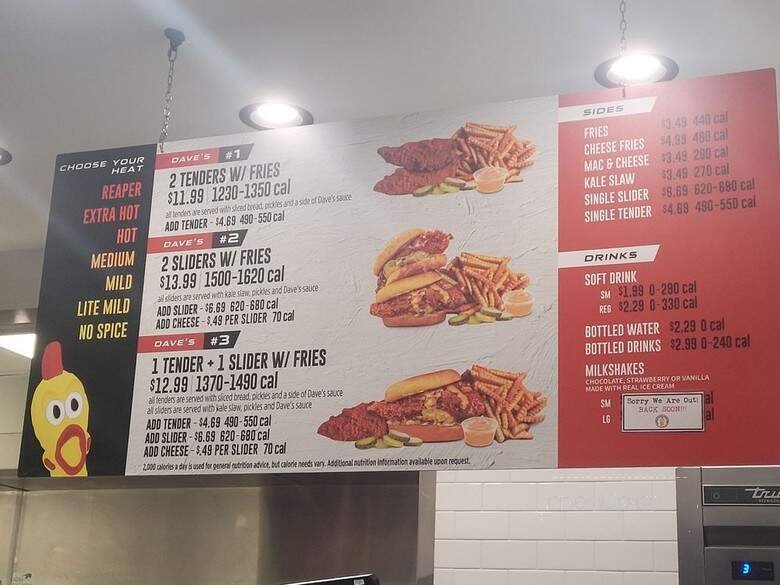 CHOOSE YOUR
HEAT
REAPER
EXTRA HOT
HOT
MEDIUM
MILD
LITE MILD
NO SPICE
DAVE'S #1
2 TENDERS W/ FRIES
$11.99 1230-1350 cal
all tenders are served with sliced bread, pickles and a side of Dave's sauce
ADD TENDER - $4.69 490-550 cal
DAVE'S #2
2 SLIDERS W/ FRIES
$13.99 1500-1620 cal
all sliders are served with kale slaw, pickles and Dave's sauce
ADD SLIDER - $6.69 620-680 cal
ADD CHEESE - $.49 PER SLIDER 70 cal
DAVE'S #3
1 TENDER + 1 SLIDER W/ FRIES
$12.99 1370-1490 cal
all tenders are served with sliced bread, pickles and a side of Dave's sauce
all sliders are served with kale slaw, pickles and Dave's sauce
ADD TENDER - $4.69 490-550 cal
ADD SLIDER - $6.69 620-680 cal
ADD CHEESE - $.49 PER SLIDER 70 cal
2,000 calories a day is used for general nutrition advice, but calorie needs vary. Additional nutrition information available upon request.
SIDES
FRIES $3.49 440 cal
CHEESE FRIES $4.99 480 cal
MAC & CHEESE $3.49 290 cal
KALE SLAW $3.49 270 cal
SINGLE SLIDER $6.69 620-680 cal
SINGLE TENDER $4.69 490-550 cal
DRINKS
SOFT DRINK
SM $1.99 0-290 cal
REG $2.29 0-330 cal
BOTTLED WATER $2.29 0 cal
BOTTLED DRINKS $2.99 0-240 cal
MILKSHAKES
CHOCOLATE, STRAWBERRY OR VANILLA
MADE WITH REAL ICE CREAM
SM
LG
Sorry We Are Out!
BACK SOON!!!
3